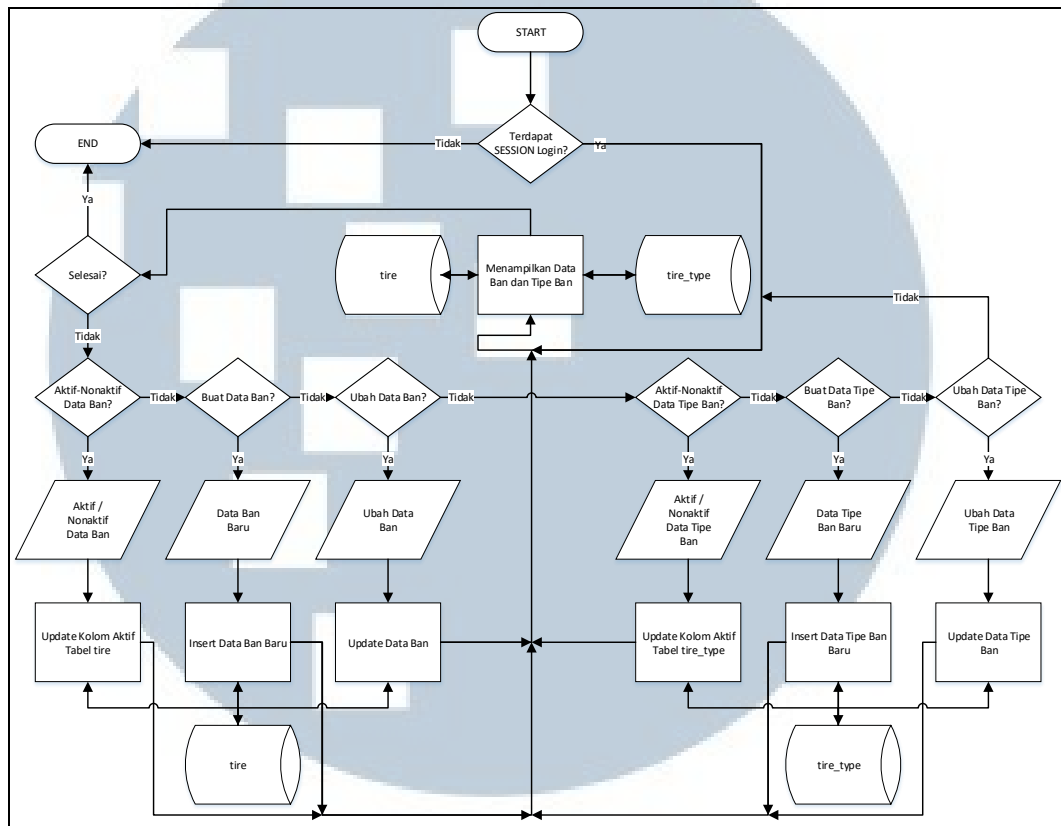 START
Terdapat
SESSION Login?
Tidak
Ya
END
Ya
Selesai?
tire
Menampilkan Data
Ban dan Tipe Ban
tire_type
Tidak
Tidak
Aktif-Nonaktif
Data Ban?
Tidak
Buat Data Ban?
Tidak
Ubah Data Ban?
Tidak
Aktif-Nonaktif
Data Tipe Ban?
Tidak
Buat Data Tipe
Ban?
Tidak
Ubah Data Tipe
Ban?
Ya
Ya
Ya
Ya
Ya
Ya
Aktif /
Nonaktif
Data Ban
Data Ban
Baru
Ubah Data
Ban
Aktif /
Nonaktif
Data Tipe
Ban
Data Tipe
Ban Baru
Ubah Data
Tipe Ban
Update Kolom Aktif
Tabel tire
Insert Data Ban Baru
Update Data Ban
Update Kolom Aktif
Tabel tire_type
Insert Data Tipe Ban
Baru
Update Data Tipe
Ban
tire
tire_type